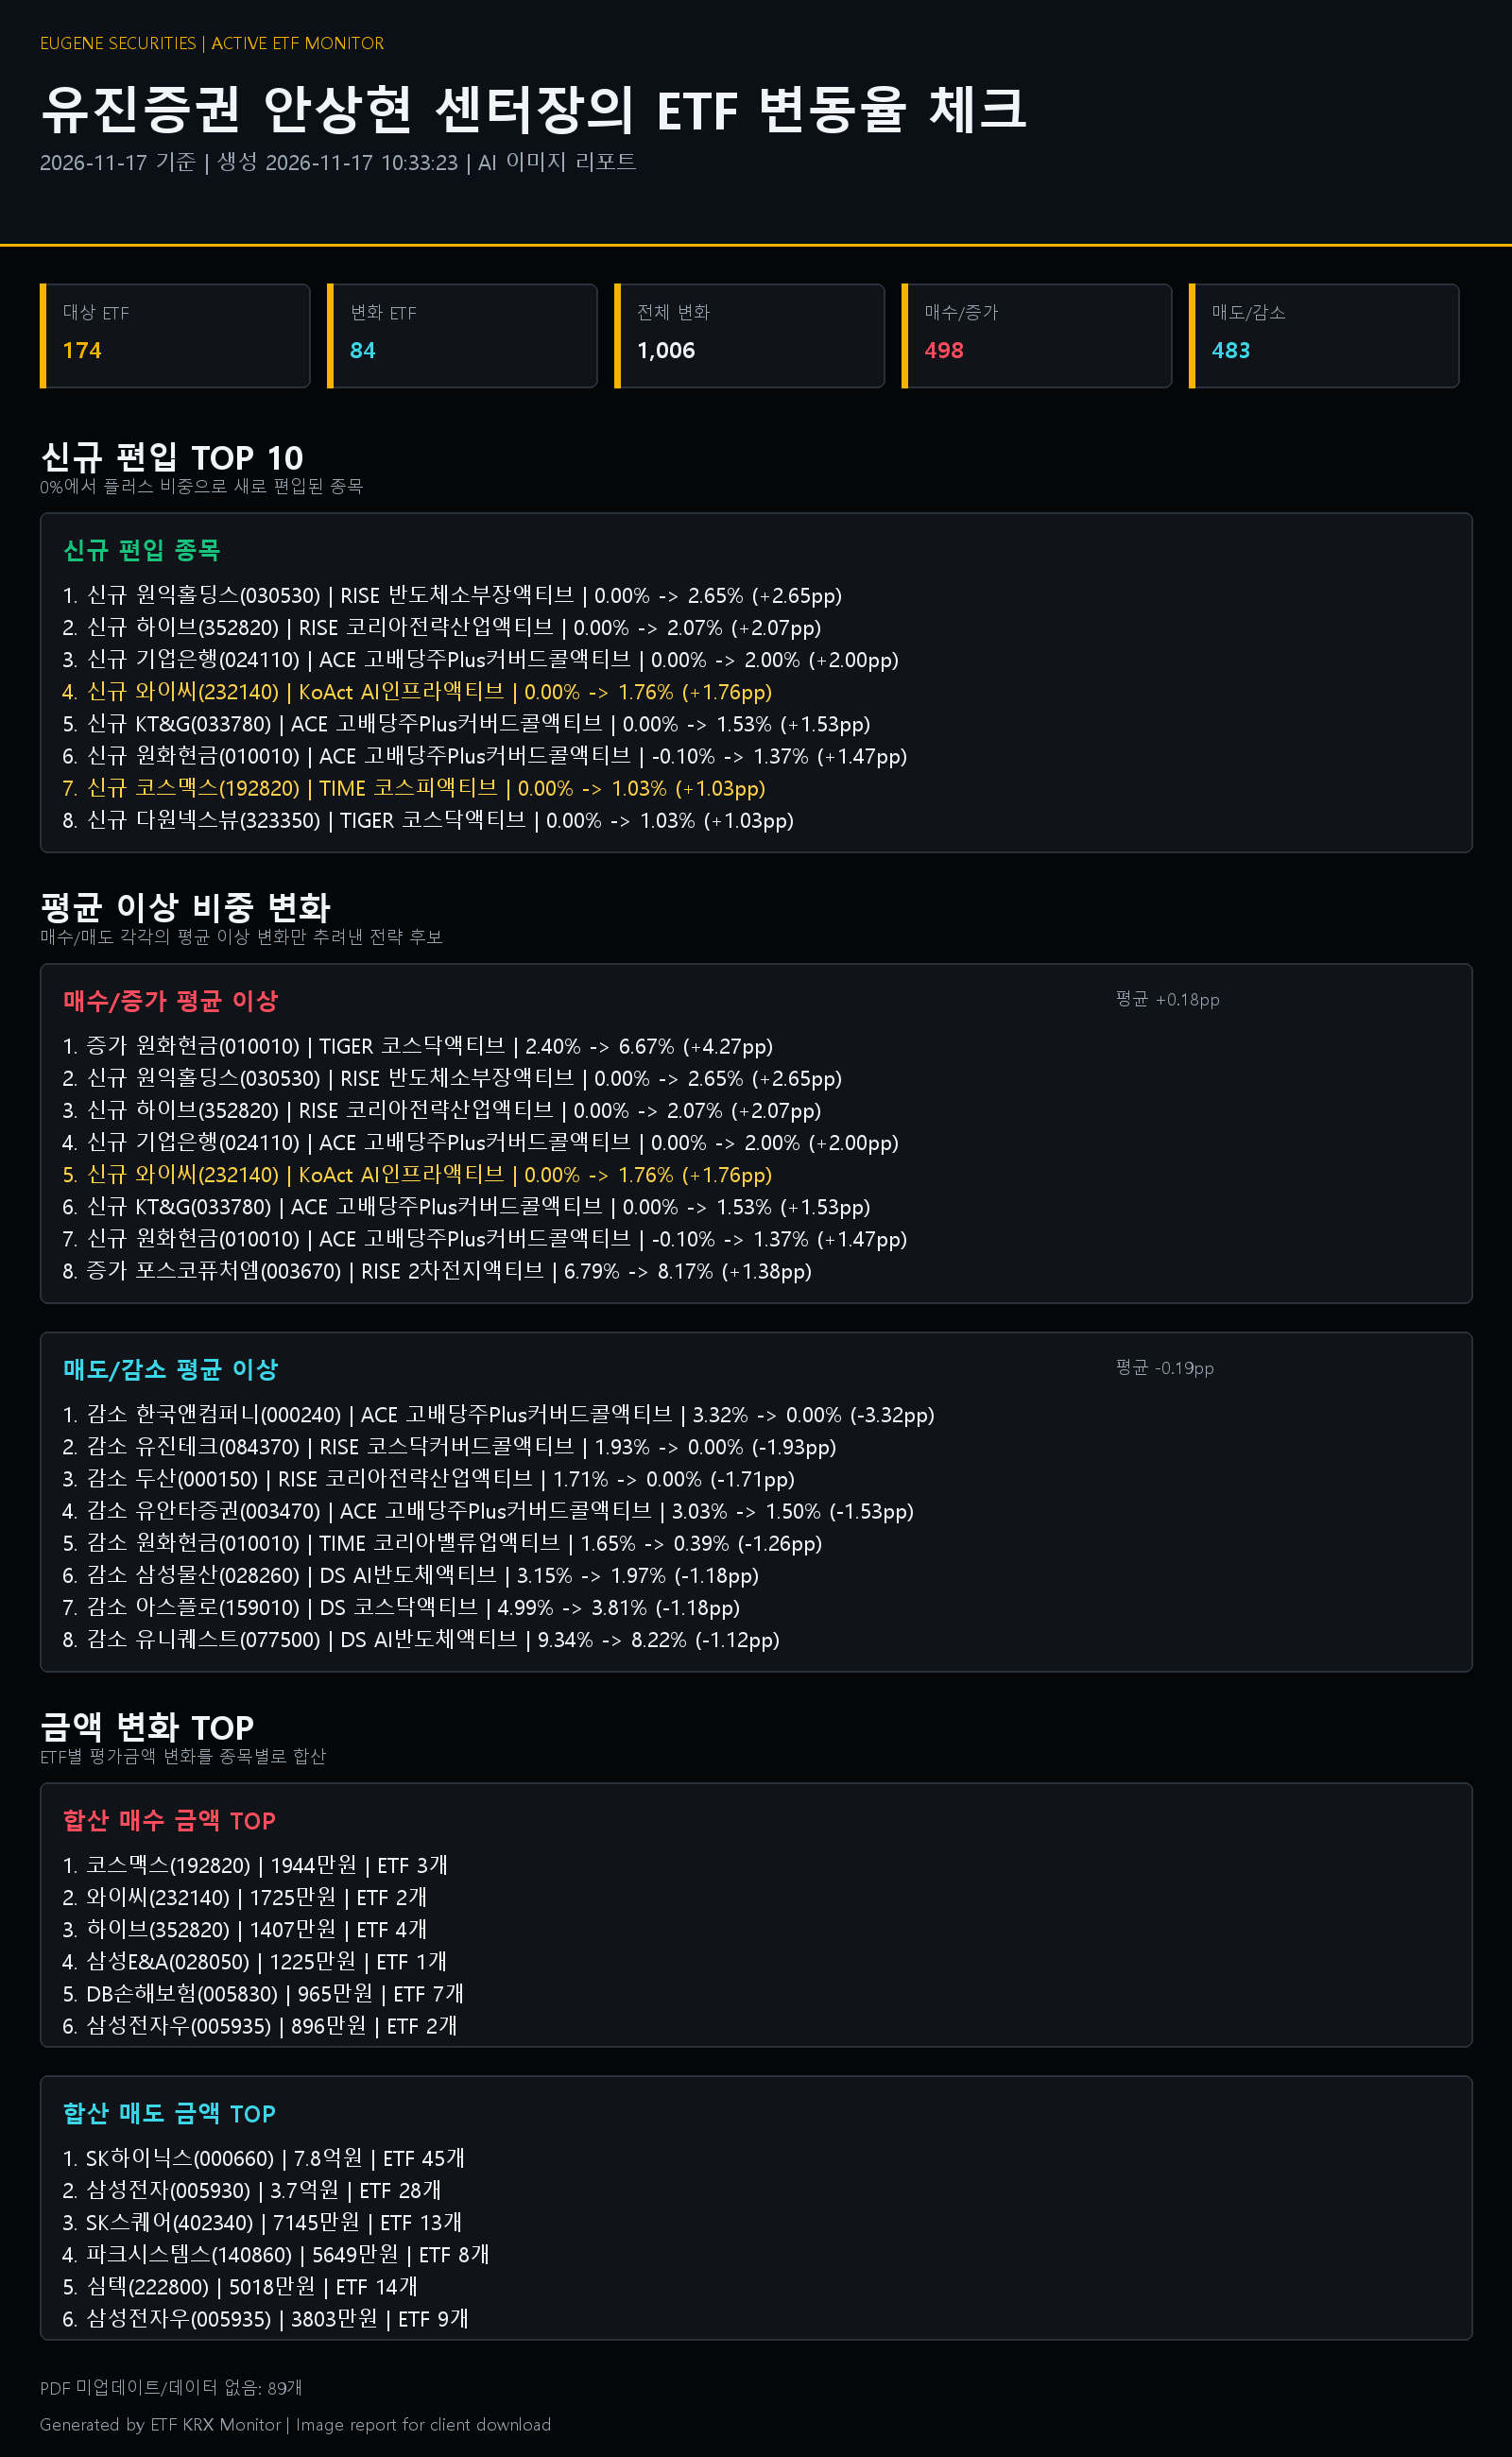 EUGENE SECURITIES | ACTIVE ETF MONITOR
유진증권 안상현 센터장의 ETF 변동율 체크
2026-11-17 기준 | 생성 2026-11-17 10:33:23 | AI 이미지 리포트
대상 ETF
174
변화 ETF
84
전체 변화
1,006
매수/증가
498
매도/감소
483
신규 편입 TOP 10
0%에서 플러스 비중으로 새로 편입된 종목
신규 편입 종목
1. 신규 원익홀딩스(030530) | RISE 반도체소부장액티브 | 0.00% -> 2.65% (+2.65pp)
2. 신규 하이브(352820) | RISE 코리아전략산업액티브 | 0.00% -> 2.07% (+2.07pp)
3. 신규 기업은행(024110) | ACE 고배당주Plus커버드콜액티브 | 0.00% -> 2.00% (+2.00pp)
4. 신규 와이씨(232140) | KoAct AI인프라액티브 | 0.00% -> 1.76% (+1.76pp)
5. 신규 KT&G(033780) | ACE 고배당주Plus커버드콜액티브 | 0.00% -> 1.53% (+1.53pp)
6. 신규 원화현금(010010) | ACE 고배당주Plus커버드콜액티브 | -0.10% -> 1.37% (+1.47pp)
7. 신규 코스맥스(192820) | TIME 코스피액티브 | 0.00% -> 1.03% (+1.03pp)
8. 신규 다원넥스뷰(323350) | TIGER 코스닥액티브 | 0.00% -> 1.03% (+1.03pp)
평균 이상 비중 변화
매수/매도 각각의 평균 이상 변화만 추려낸 전략 후보
매수/증가 평균 이상
평균 +0.18pp
1. 증가 원화현금(010010) | TIGER 코스닥액티브 | 2.40% -> 6.67% (+4.27pp)
2. 신규 원익홀딩스(030530) | RISE 반도체소부장액티브 | 0.00% -> 2.65% (+2.65pp)
3. 신규 하이브(352820) | RISE 코리아전략산업액티브 | 0.00% -> 2.07% (+2.07pp)
4. 신규 기업은행(024110) | ACE 고배당주Plus커버드콜액티브 | 0.00% -> 2.00% (+2.00pp)
5. 신규 와이씨(232140) | KoAct AI인프라액티브 | 0.00% -> 1.76% (+1.76pp)
6. 신규 KT&G(033780) | ACE 고배당주Plus커버드콜액티브 | 0.00% -> 1.53% (+1.53pp)
7. 신규 원화현금(010010) | ACE 고배당주Plus커버드콜액티브 | -0.10% -> 1.37% (+1.47pp)
8. 증가 포스코퓨처엠(003670) | RISE 2차전지액티브 | 6.79% -> 8.17% (+1.38pp)
매도/감소 평균 이상
평균 -0.19pp
1. 감소 한국앤컴퍼니(000240) | ACE 고배당주Plus커버드콜액티브 | 3.32% -> 0.00% (-3.32pp)
2. 감소 유진테크(084370) | RISE 코스닥커버드콜액티브 | 1.93% -> 0.00% (-1.93pp)
3. 감소 두산(000150) | RISE 코리아전략산업액티브 | 1.71% -> 0.00% (-1.71pp)
4. 감소 유안타증권(003470) | ACE 고배당주Plus커버드콜액티브 | 3.03% -> 1.50% (-1.53pp)
5. 감소 원화현금(010010) | TIME 코리아밸류업액티브 | 1.65% -> 0.39% (-1.26pp)
6. 감소 삼성물산(028260) | DS AI반도체액티브 | 3.15% -> 1.97% (-1.18pp)
7. 감소 아스플로(159010) | DS 코스닥액티브 | 4.99% -> 3.81% (-1.18pp)
8. 감소 유니퀘스트(077500) | DS AI반도체액티브 | 9.34% -> 8.22% (-1.12pp)
금액 변화 TOP
ETF별 평가금액 변화를 종목별로 합산
합산 매수 금액 TOP
1. 코스맥스(192820) | 1944만원 | ETF 3개
2. 와이씨(232140) | 1725만원 | ETF 2개
3. 하이브(352820) | 1407만원 | ETF 4개
4. 삼성E&A(028050) | 1225만원 | ETF 1개
5. DB손해보험(005830) | 965만원 | ETF 7개
6. 삼성전자우(005935) | 896만원 | ETF 2개
합산 매도 금액 TOP
1. SK하이닉스(000660) | 7.8억원 | ETF 45개
2. 삼성전자(005930) | 3.7억원 | ETF 28개
3. SK스퀘어(402340) | 7145만원 | ETF 13개
4. 파크시스템스(140860) | 5649만원 | ETF 8개
5. 심텍(222800) | 5018만원 | ETF 14개
6. 삼성전자우(005935) | 3803만원 | ETF 9개
PDF 미업데이트/데이터 없음: 89개
Generated by ETF KRX Monitor | Image report for client download